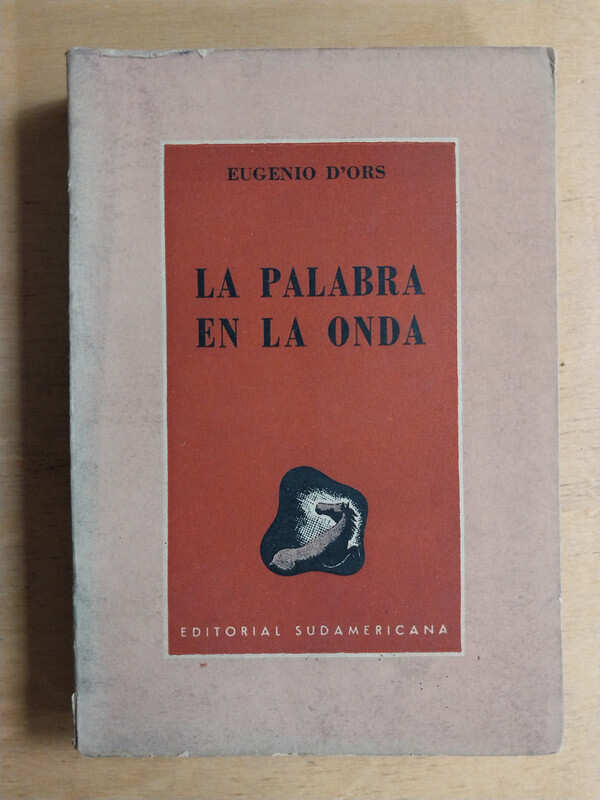 EUGENIO D'ORS
LA PALABRA
EN LA ONDA
EDITORIAL SUDAMERICANA